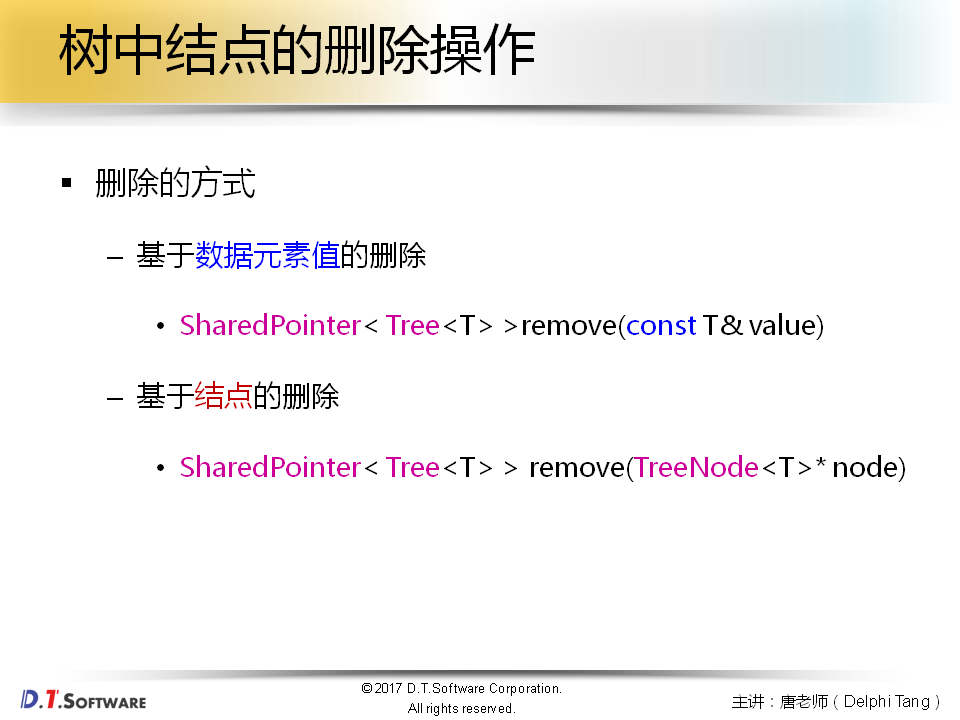 树中结点的删除操作
▪ 删除的方式
– 基于数据元素值的删除
• SharedPointer< Tree<T> >remove(const T& value)
– 基于结点的删除
• SharedPointer< Tree<T> > remove(TreeNode<T>* node)
D.T.SOFTWARE
©2017 D.T.Software Corporation.
All rights reserved.
主讲：唐老师（Delphi Tang）